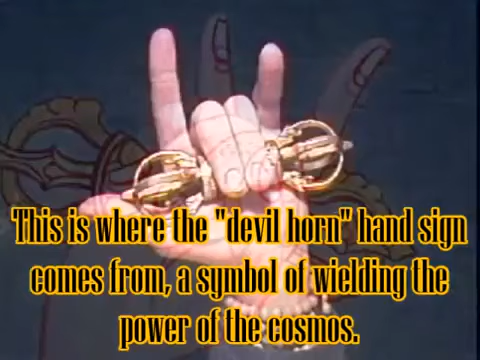 This is where the "devil horn" hand sign
comes from, a symbol of wielding the
power of the cosmos.